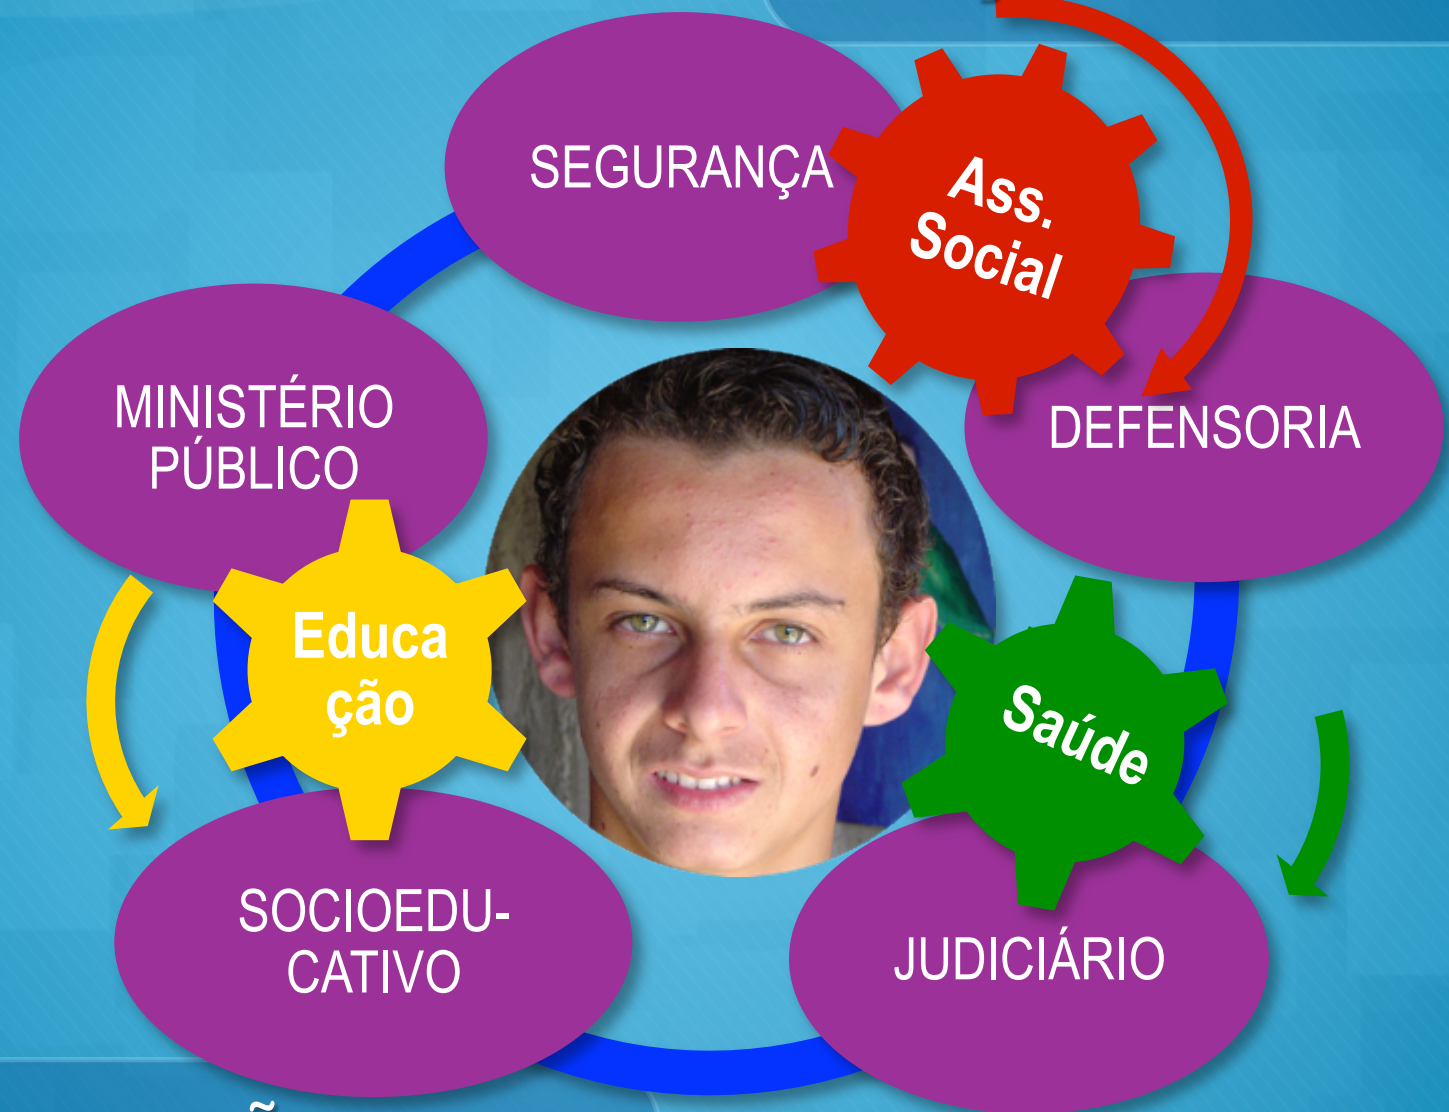 SEGURANÇA
Ass.
Social
MINISTÉRIO
PÚBLICO
DEFENSORIA
Educa
ção
Saúde
SOCIOEDU-
CATIVO
JUDICIÁRIO